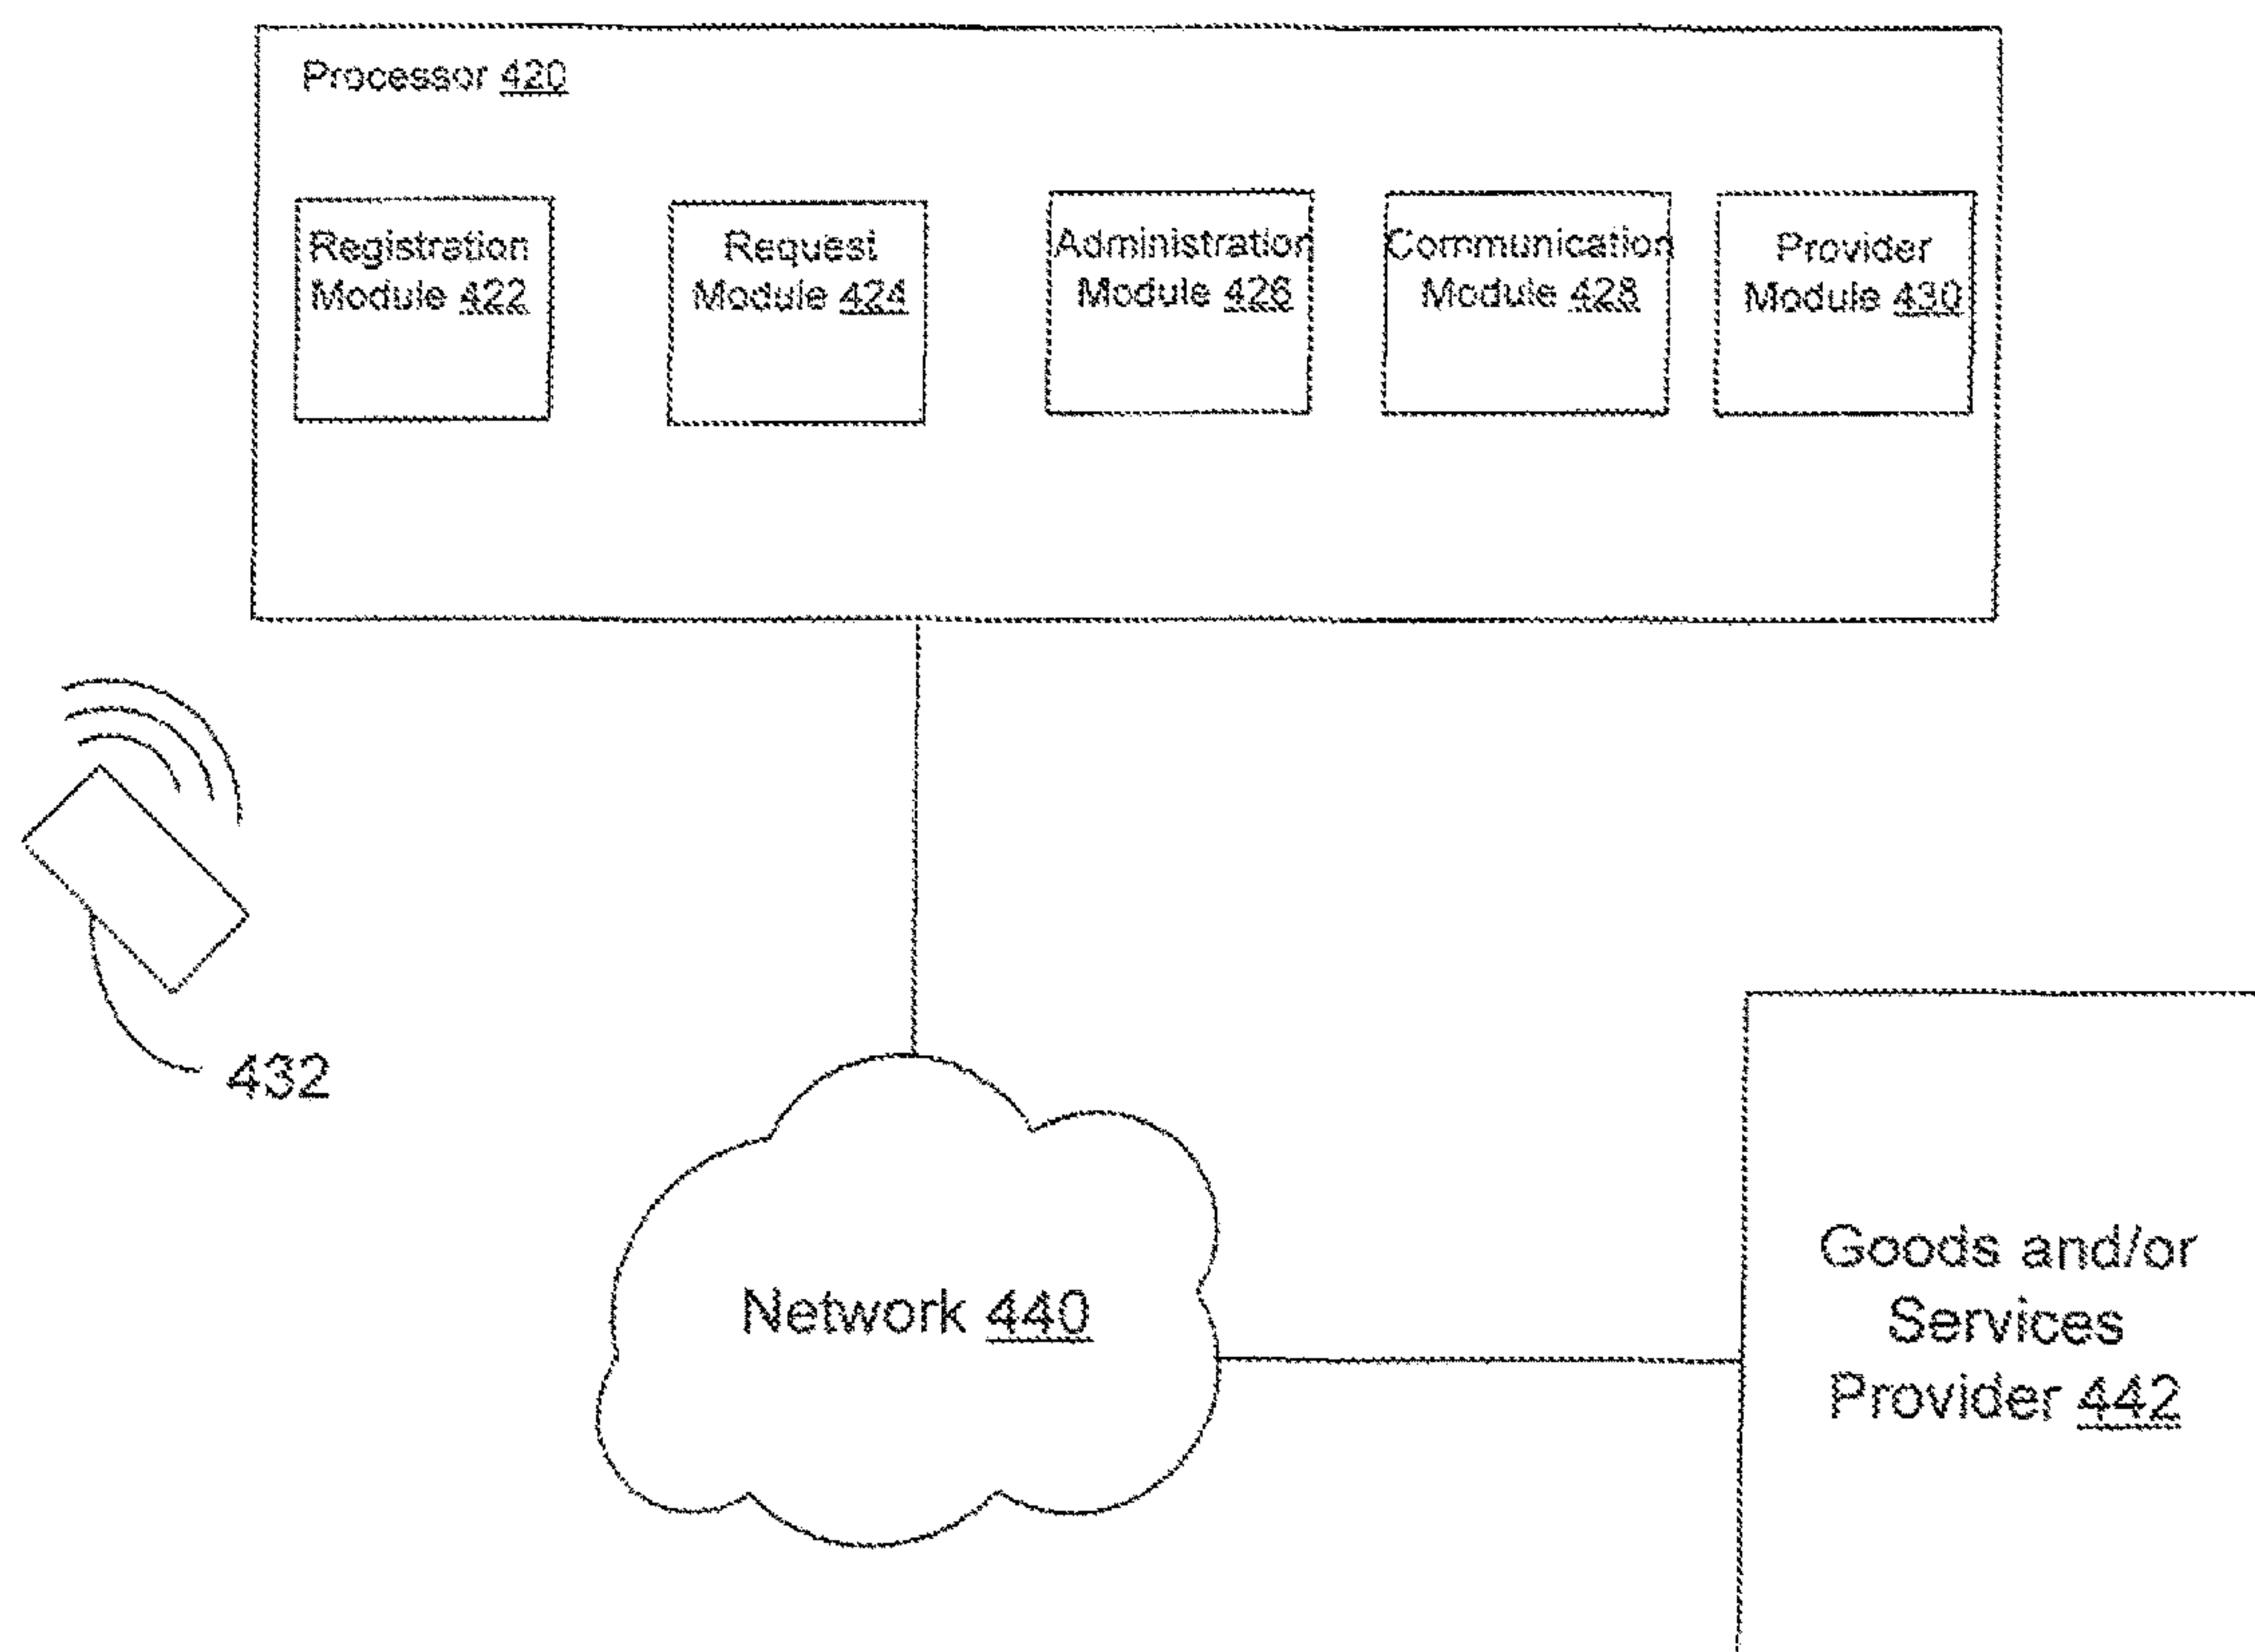 Processor 420
Registration
Module 422
Request
Module 424
Administration
Module 426
Communication
Module 428
Provider
Module 430
432
Network 440
Goods and/or
Services
Provider 442